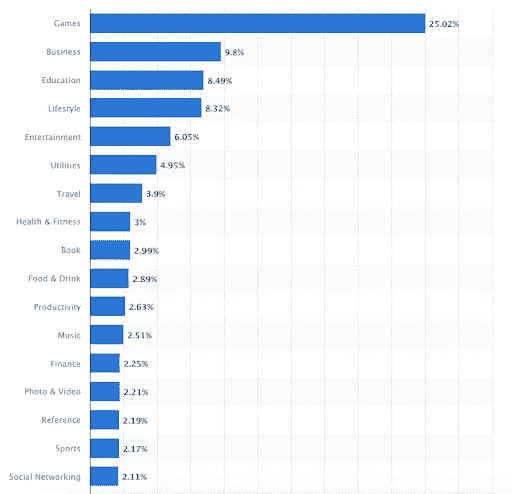 Games 25.02%
Business 9.8%
Education 8.49%
Lifestyle 8.32%
Entertainment 6.05%
Utilities 4.95%
Travel 3.9%
Health & Fitness 3%
Book 2.99%
Food & Drink 2.89%
Productivity 2.63%
Music 2.51%
Finance 2.25%
Photo & Video 2.21%
Reference 2.19%
Sports 2.17%
Social Networking 2.11%